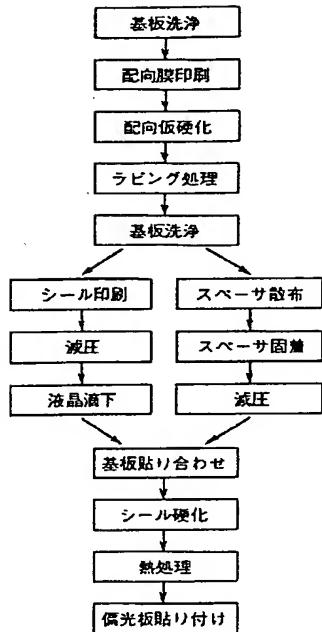 基板洗浄
配向膜印刷
配向仮硬化
ラビング処理
基板洗浄
シール印刷
減圧
液晶滴下
スペーサ散布
スペーサ固着
減圧
基板貼り合わせ
シール硬化
熱処理
偏光板貼り付け